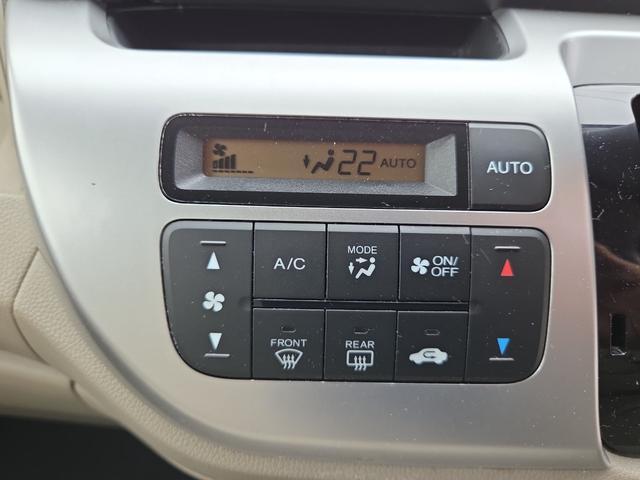 22 AUTO
AUTO
A/C
MODE
ON/
OFF
FRONT
REAR